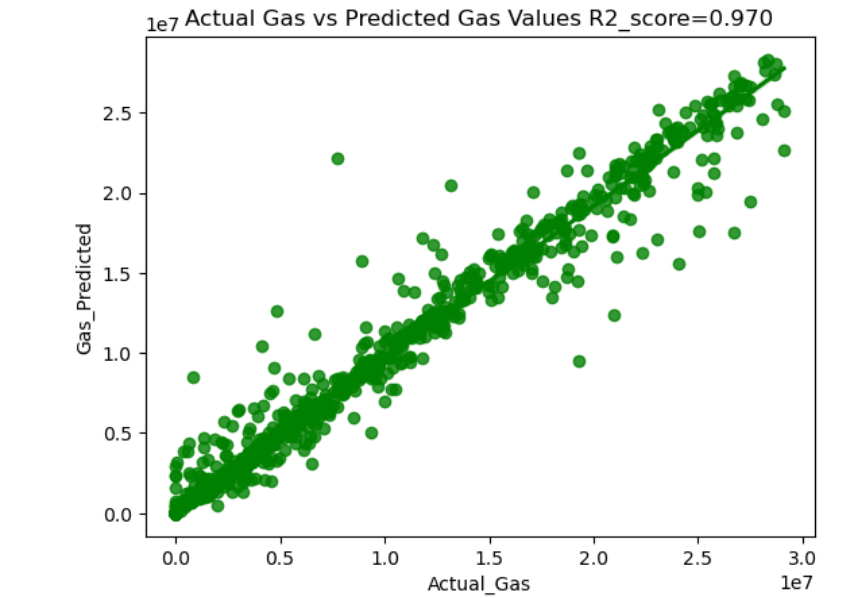 Actual Gas vs Predicted Gas Values R2_score=0.970
1e7
2.5
2.0
1.5
1.0
0.5
0.0
Gas_Predicted
0.0 0.5 1.0 1.5 2.0 2.5 3.0
1e7
Actual_Gas